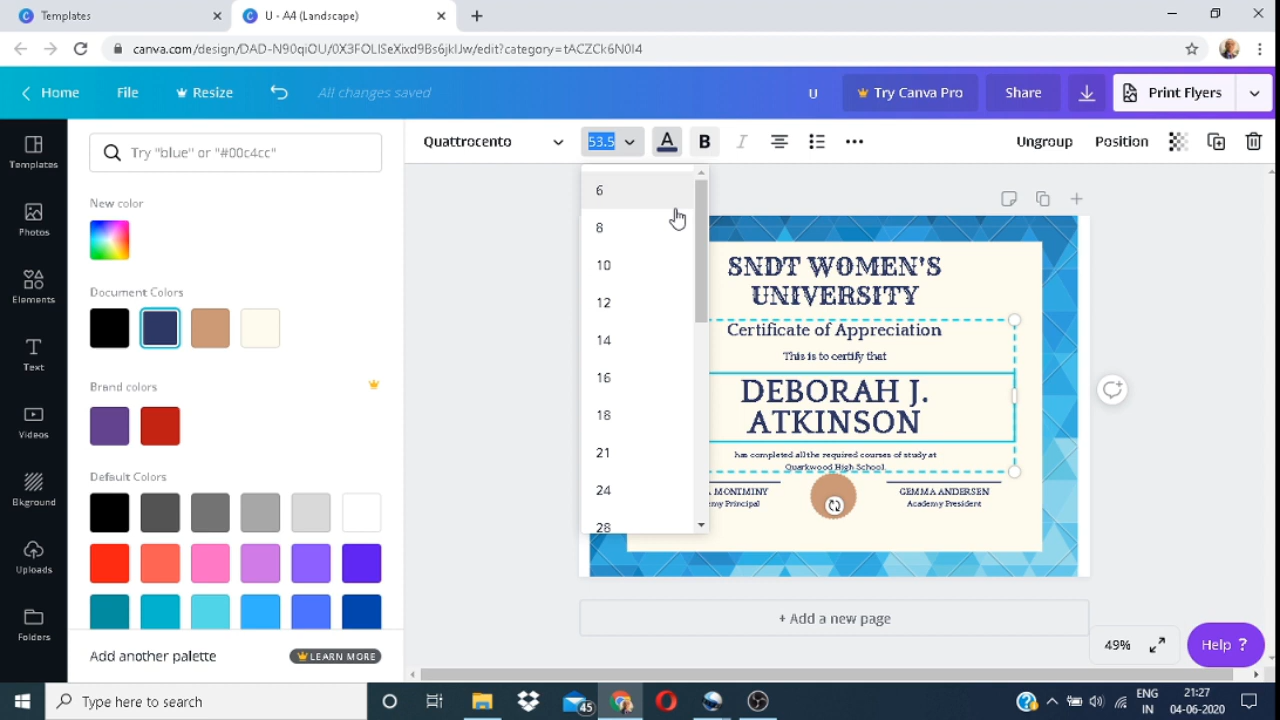 Templates
U - A4 (Landscape)
canva.com/design/DAD-N90qiOU/0X3FOLISeXixd9Bs6jklJw/edit?category=tACZCk6N0I4
Home
File
Resize
All changes saved
U
Try Canva Pro
Share
Print Flyers
Templates
Photos
Elements
Text
Videos
Bkground
Uploads
Folders
Try "blue" or "#00c4cc"
New color
Document Colors
Brand colors
Default Colors
Add another palette
LEARN MORE
Quattrocento
53.5
A
B
I
Ungroup
Position
6
8
10
12
14
16
18
21
24
28
SNDT WOMEN'S
UNIVERSITY
Certificate of Appreciation
This is to certify that
DEBORAH J.
ATKINSON
has completed all the required courses of study at
Quarkwood High School.
MONTMINY
Principal
GEMMA ANDERSEN
Academy President
+ Add a new page
49%
Help ?
Type here to search
45
ENG
IN
21:27
04-06-2020